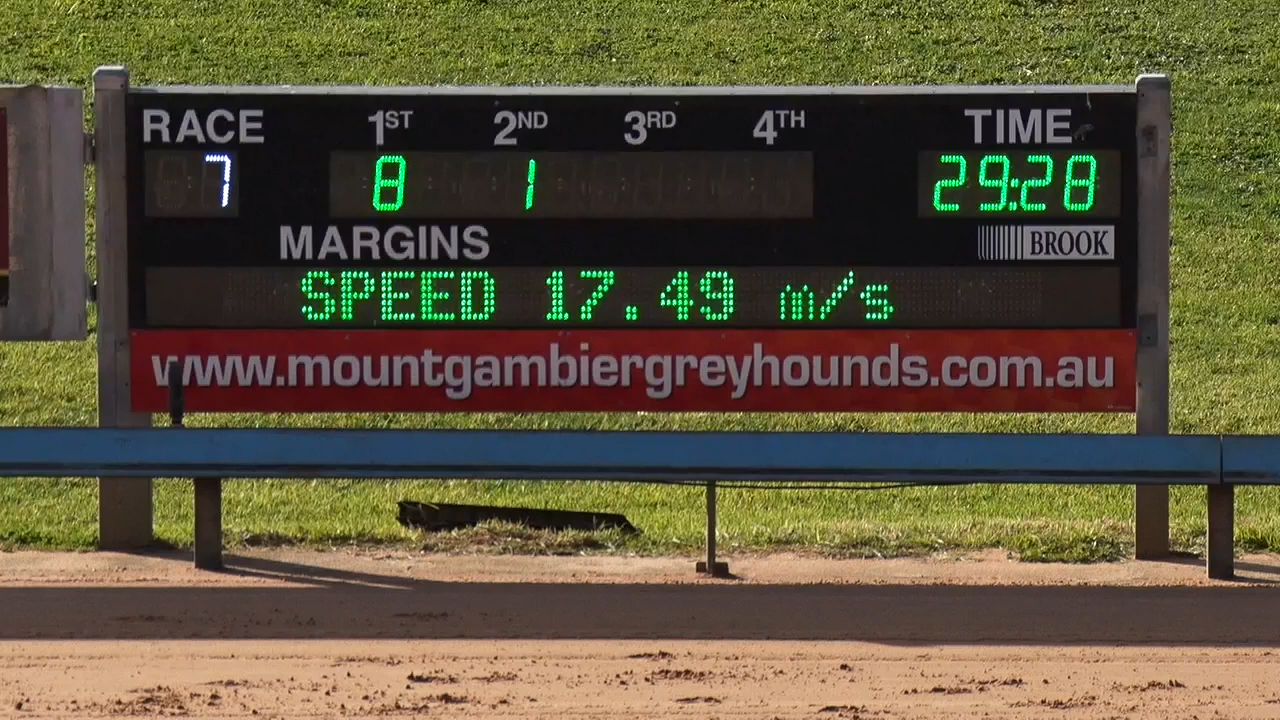 RACE 1ST 2ND 3RD 4TH TIME
7 8 1 29:28
MARGINS BROOK
SPEED 17.49 m/s
www.mountgambiergreyhounds.com.au